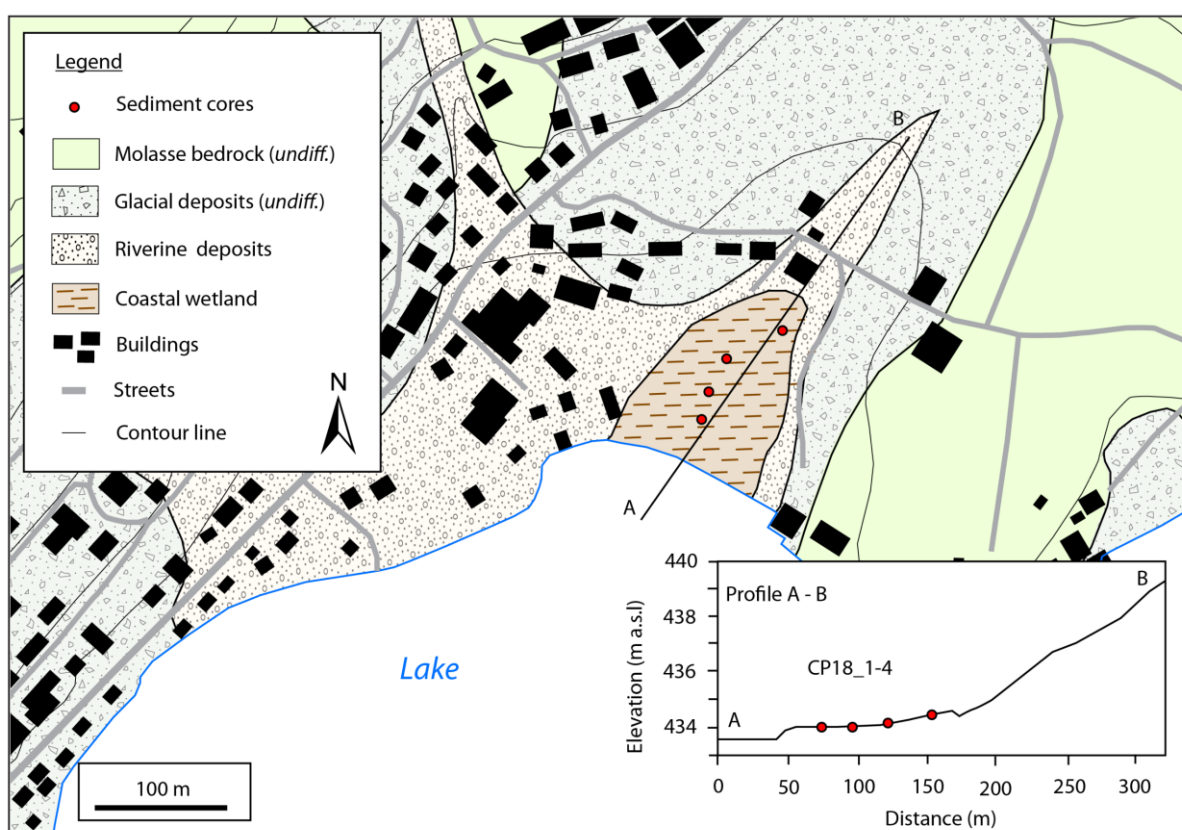 Legend
Sediment cores
Molasse bedrock (undiff.)
Glacial deposits (undiff.)
Riverine deposits
Coastal wetland
Buildings
Streets
Contour line
N
B
A
Lake
100 m
Profile A - B
CP18_1-4
A
B
Elevation (m a.s.l)
440
438
436
434
0
50
100
150
200
250
300
Distance (m)